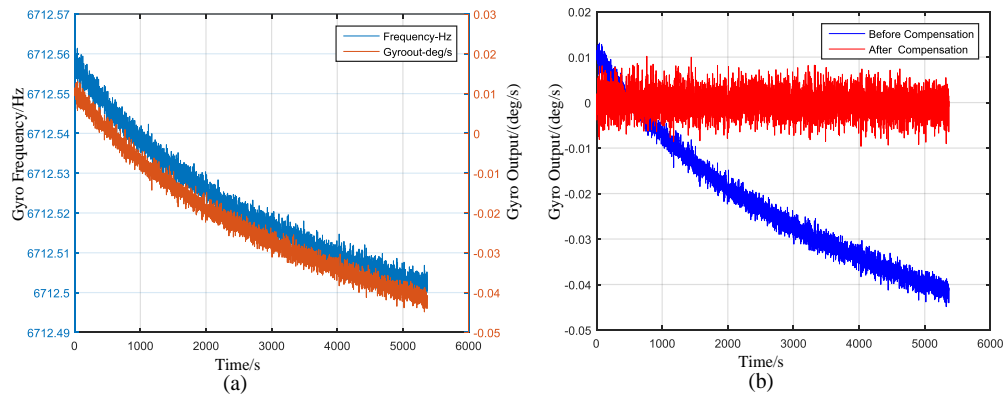 6712.57
6712.56
6712.55
6712.54
6712.53
6712.52
6712.51
6712.5
6712.49
Gyro Frequency/Hz
0.03
0.02
0.01
0
-0.01
-0.02
-0.03
-0.04
-0.05
Gyro Output/(deg/s)
Frequency-Hz
Gyroout-deg/s
0 1000 2000 3000 4000 5000 6000
Time/s
(a)
0.02
0.01
0
-0.01
-0.02
-0.03
-0.04
-0.05
Gyro Output/(deg/s)
Before Compensation
After Compensation
0 1000 2000 3000 4000 5000 6000
Time/s
(b)